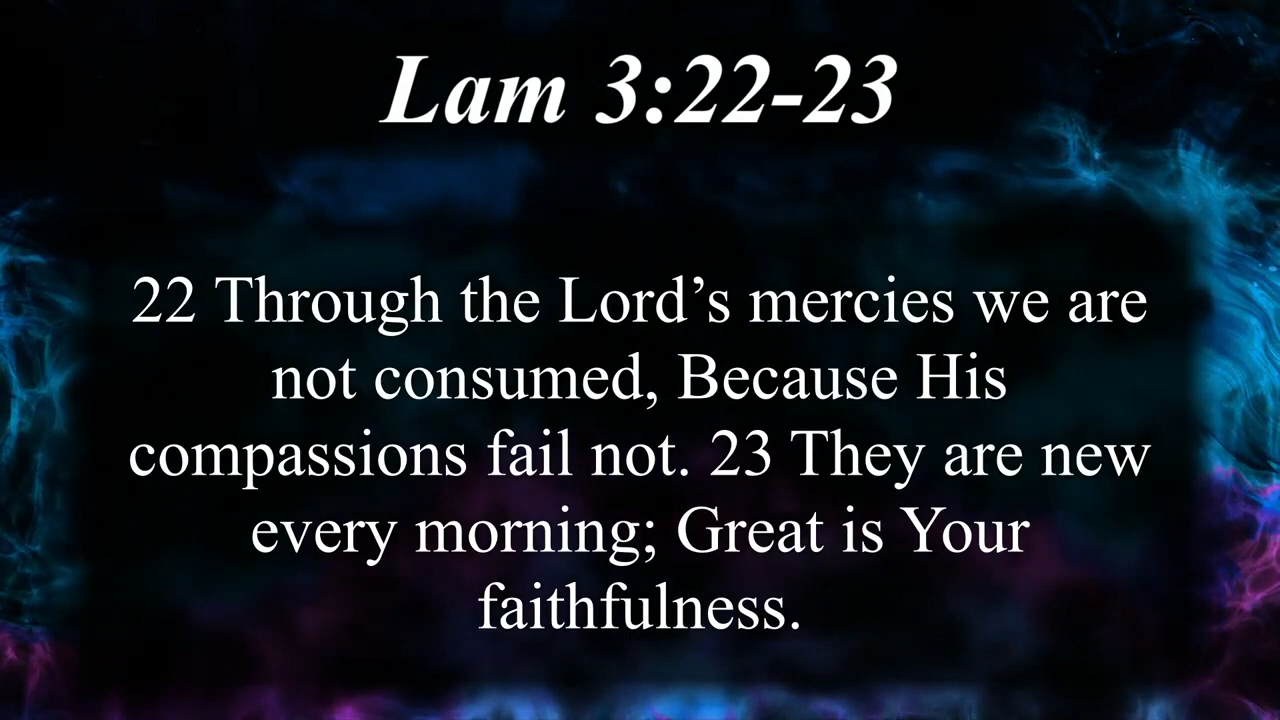 Lam 3:22-23
22 Through the Lord’s mercies we are
not consumed, Because His
compassions fail not. 23 They are new
every morning; Great is Your
faithfulness.